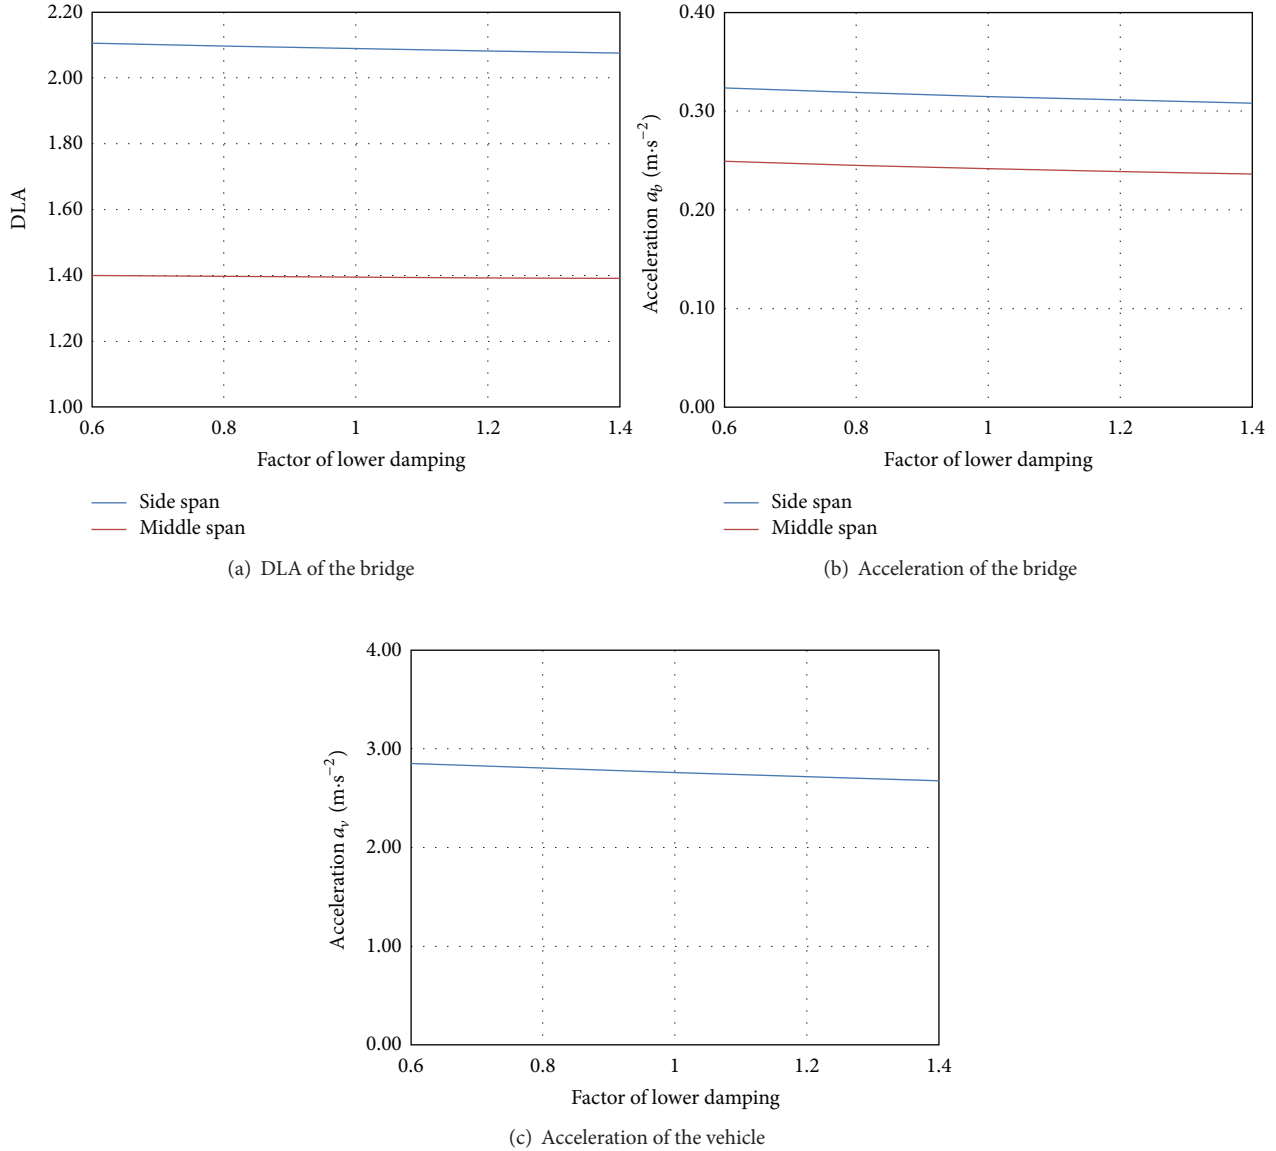 2.20
2.00
1.80
1.60
1.40
1.20
1.00
DLA
0.6 0.8 1 1.2 1.4
Factor of lower damping
Side span
Middle span
(a) DLA of the bridge
0.40
0.30
0.20
0.10
0.00
Acceleration a_b (m·s⁻²)
0.6 0.8 1 1.2 1.4
Factor of lower damping
Side span
Middle span
(b) Acceleration of the bridge
4.00
3.00
2.00
1.00
0.00
Acceleration a_v (m·s⁻²)
0.6 0.8 1 1.2 1.4
Factor of lower damping
(c) Acceleration of the vehicle